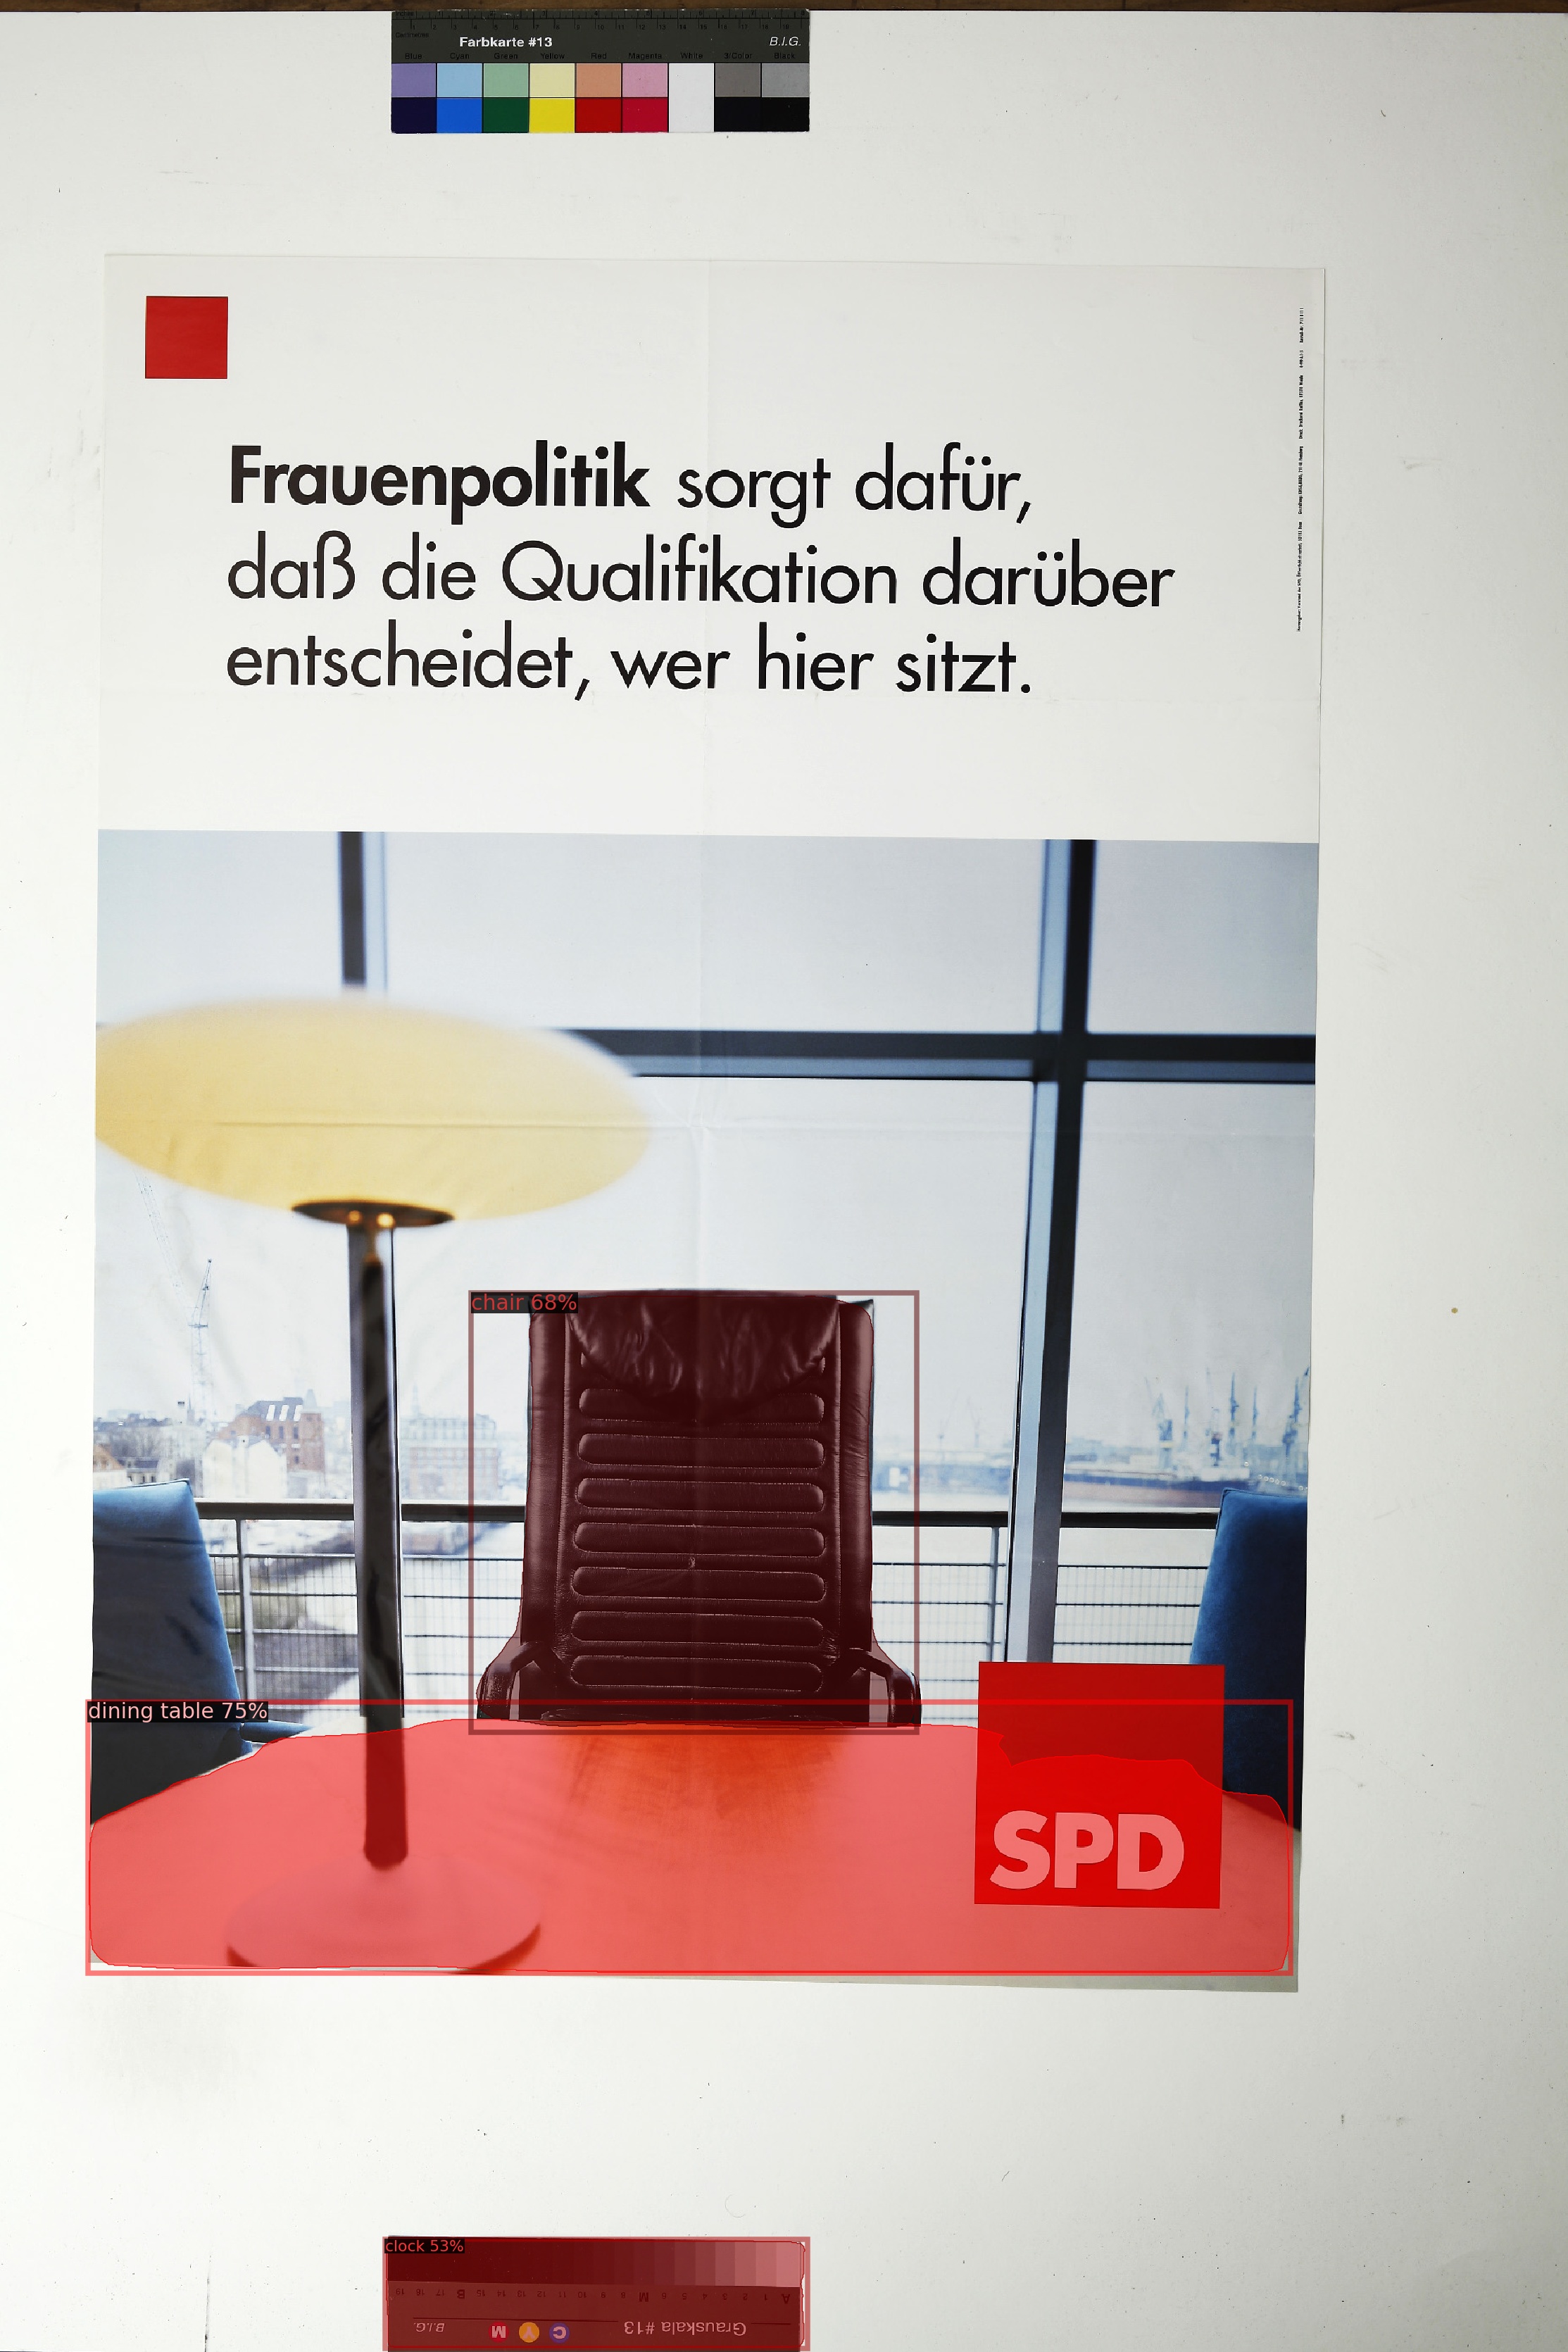 Farbkarte #13
B.I.G.
Blue Cyan Green Yellow Red Magenta White 3/Color Black
Frauenpolitik sorgt dafür,
daß die Qualifikation darüber
entscheidet, wer hier sitzt.
chair 68%
dining table 75%
SPD
clock 53%
Grauskala #13
C Y M
B.I.G.